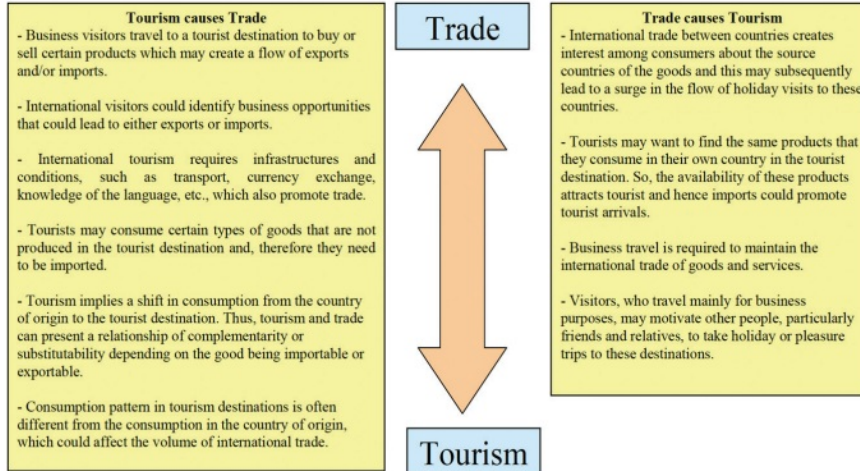 Tourism causes Trade
- Business visitors travel to a tourist destination to buy or
sell certain products which may create a flow of exports
and/or imports.
- International visitors could identify business opportunities
that could lead to either exports or imports.
- International tourism requires infrastructures and
conditions, such as transport, currency exchange,
knowledge of the language, etc., which also promote trade.
- Tourists may consume certain types of goods that are not
produced in the tourist destination and, therefore they need
to be imported.
- Tourism implies a shift in consumption from the country
of origin to the tourist destination. Thus, tourism and trade
can present a relationship of complementarity or
substitutability depending on the good being importable or
exportable.
- Consumption pattern in tourism destinations is often
different from the consumption in the country of origin,
which could affect the volume of international trade.
Trade
Tourism
Trade causes Tourism
- International trade between countries creates
interest among consumers about the source
countries of the goods and this may subsequently
lead to a surge in the flow of holiday visits to these
countries.
- Tourists may want to find the same products that
they consume in their own country in the tourist
destination. So, the availability of these products
attracts tourist and hence imports could promote
tourist arrivals.
- Business travel is required to maintain the
international trade of goods and services.
- Visitors, who travel mainly for business
purposes, may motivate other people, particularly
friends and relatives, to take holiday or pleasure
trips to these destinations.